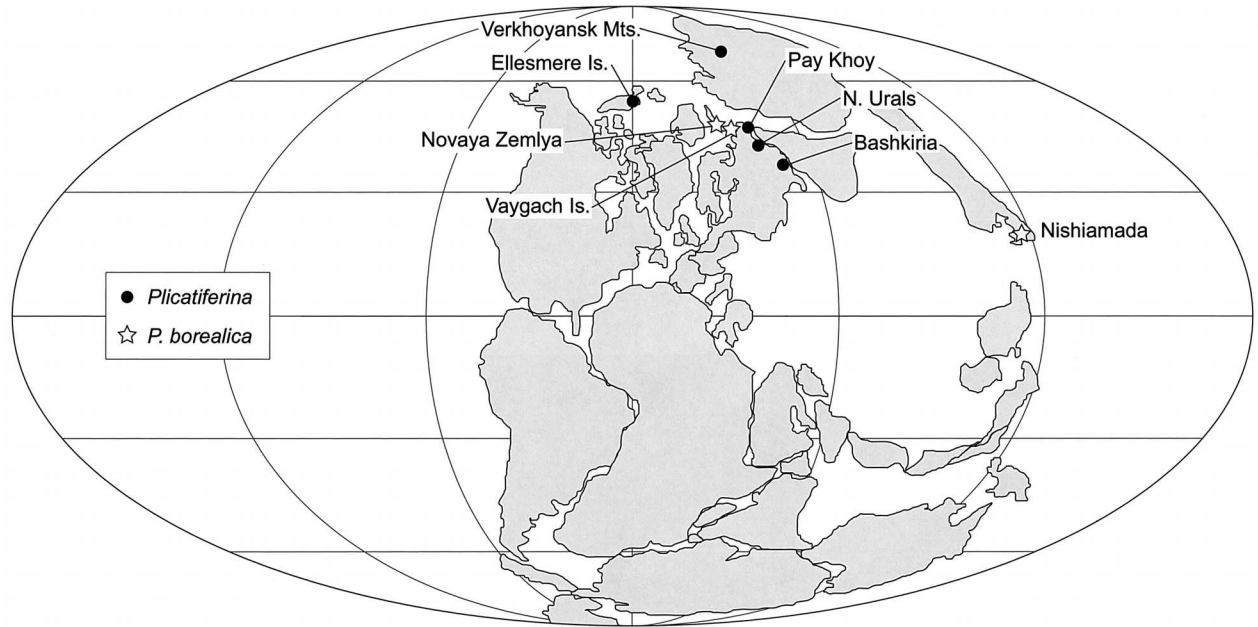 Verkhoyansk Mts.
Ellesmere Is.
Pay Khoy
N. Urals
Novaya Zemlya
Bashkiria
Vaygach Is.
Nishiamada
Plicatiferina
P. borealica